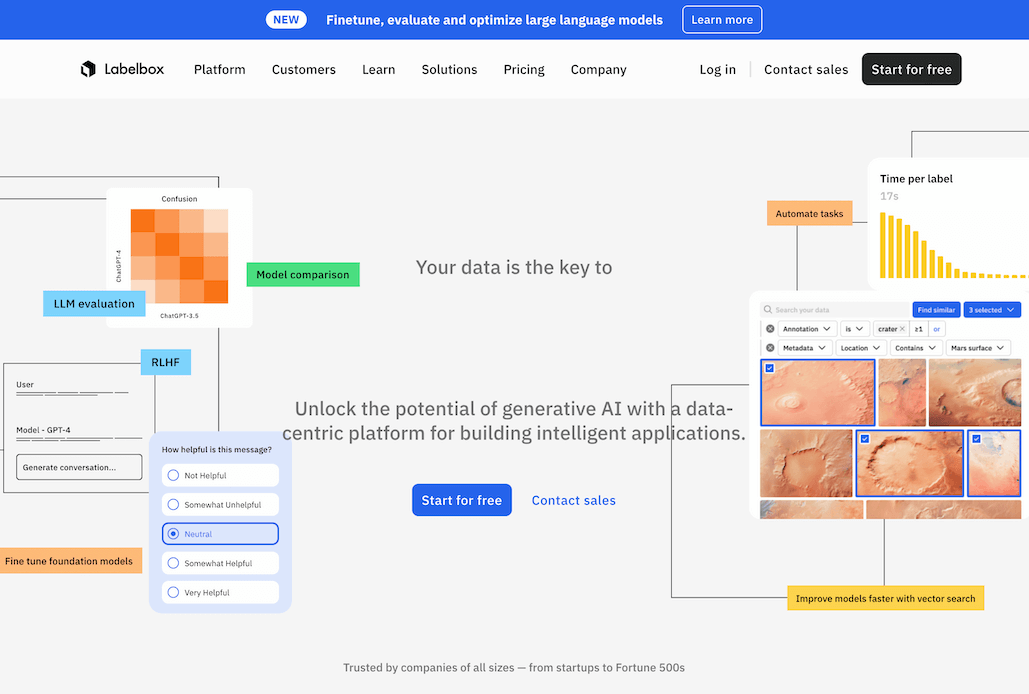 NEW Finetune, evaluate and optimize large language models Learn more
Labelbox Platform Customers Learn Solutions Pricing Company Log in Contact sales Start for free
Confusion
ChatGPT-4
ChatGPT-3.5
Model comparison
LLM evaluation
RLHF
User
Model - GPT-4
Generate conversation...
How helpful is this message?
Not Helpful
Somewhat Unhelpful
Neutral
Somewhat Helpful
Very Helpful
Fine tune foundation models
Your data is the key to
Unlock the potential of generative AI with a data-
centric platform for building intelligent applications.
Start for free Contact sales
Time per label
17s
Automate tasks
Search your data Find similar 3 selected
Annotation is crater ≥1 or
Metadata Location Contains Mars surface
Improve models faster with vector search
Trusted by companies of all sizes — from startups to Fortune 500s